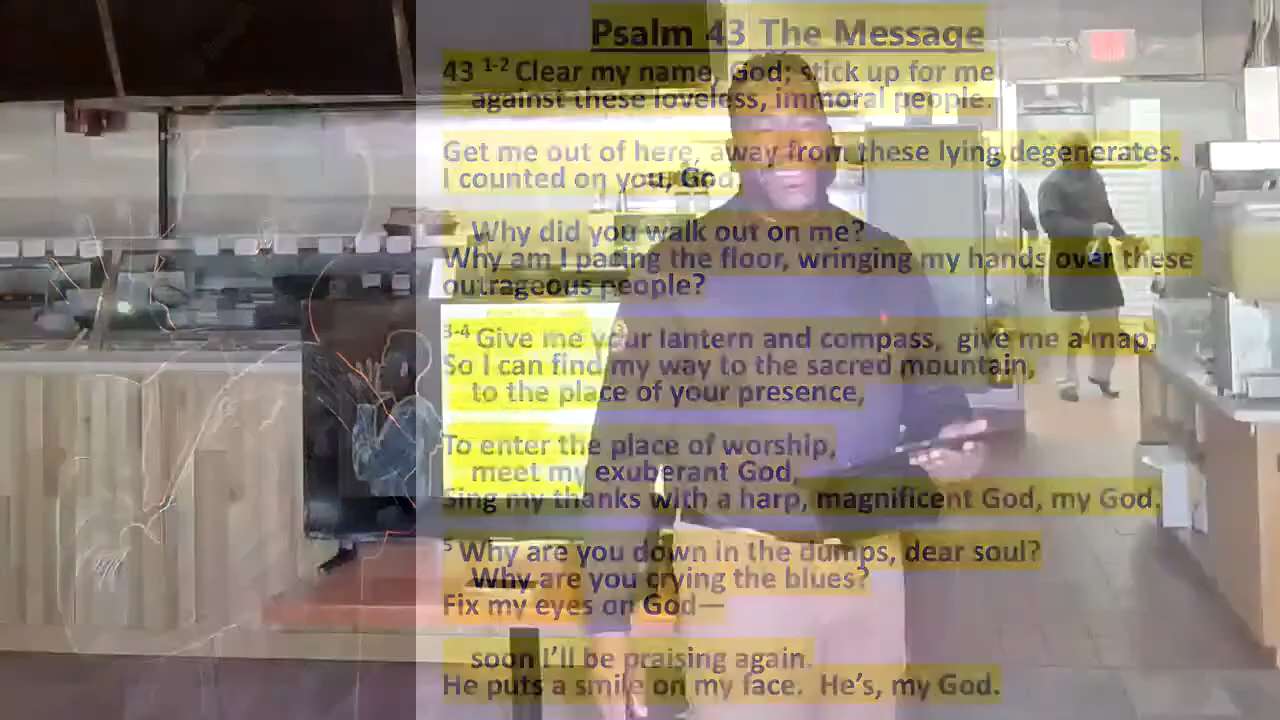 Psalm 43 The Message
43 1-2 Clear my name, God; stick up for me
against these loveless, immoral people.
Get me out of here, away from these lying degenerates.
I counted on you, God.
Why did you walk out on me?
Why am I pacing the floor, wringing my hands over these
outrageous people?
3-4 Give me your lantern and compass, give me a map,
So I can find my way to the sacred mountain,
to the place of your presence,
To enter the place of worship,
meet my exuberant God,
Sing my thanks with a harp, magnificent God, my God.
5 Why are you down in the dumps, dear soul?
Why are you crying the blues?
Fix my eyes on God—
soon I'll be praising again.
He puts a smile on my face. He's, my God.